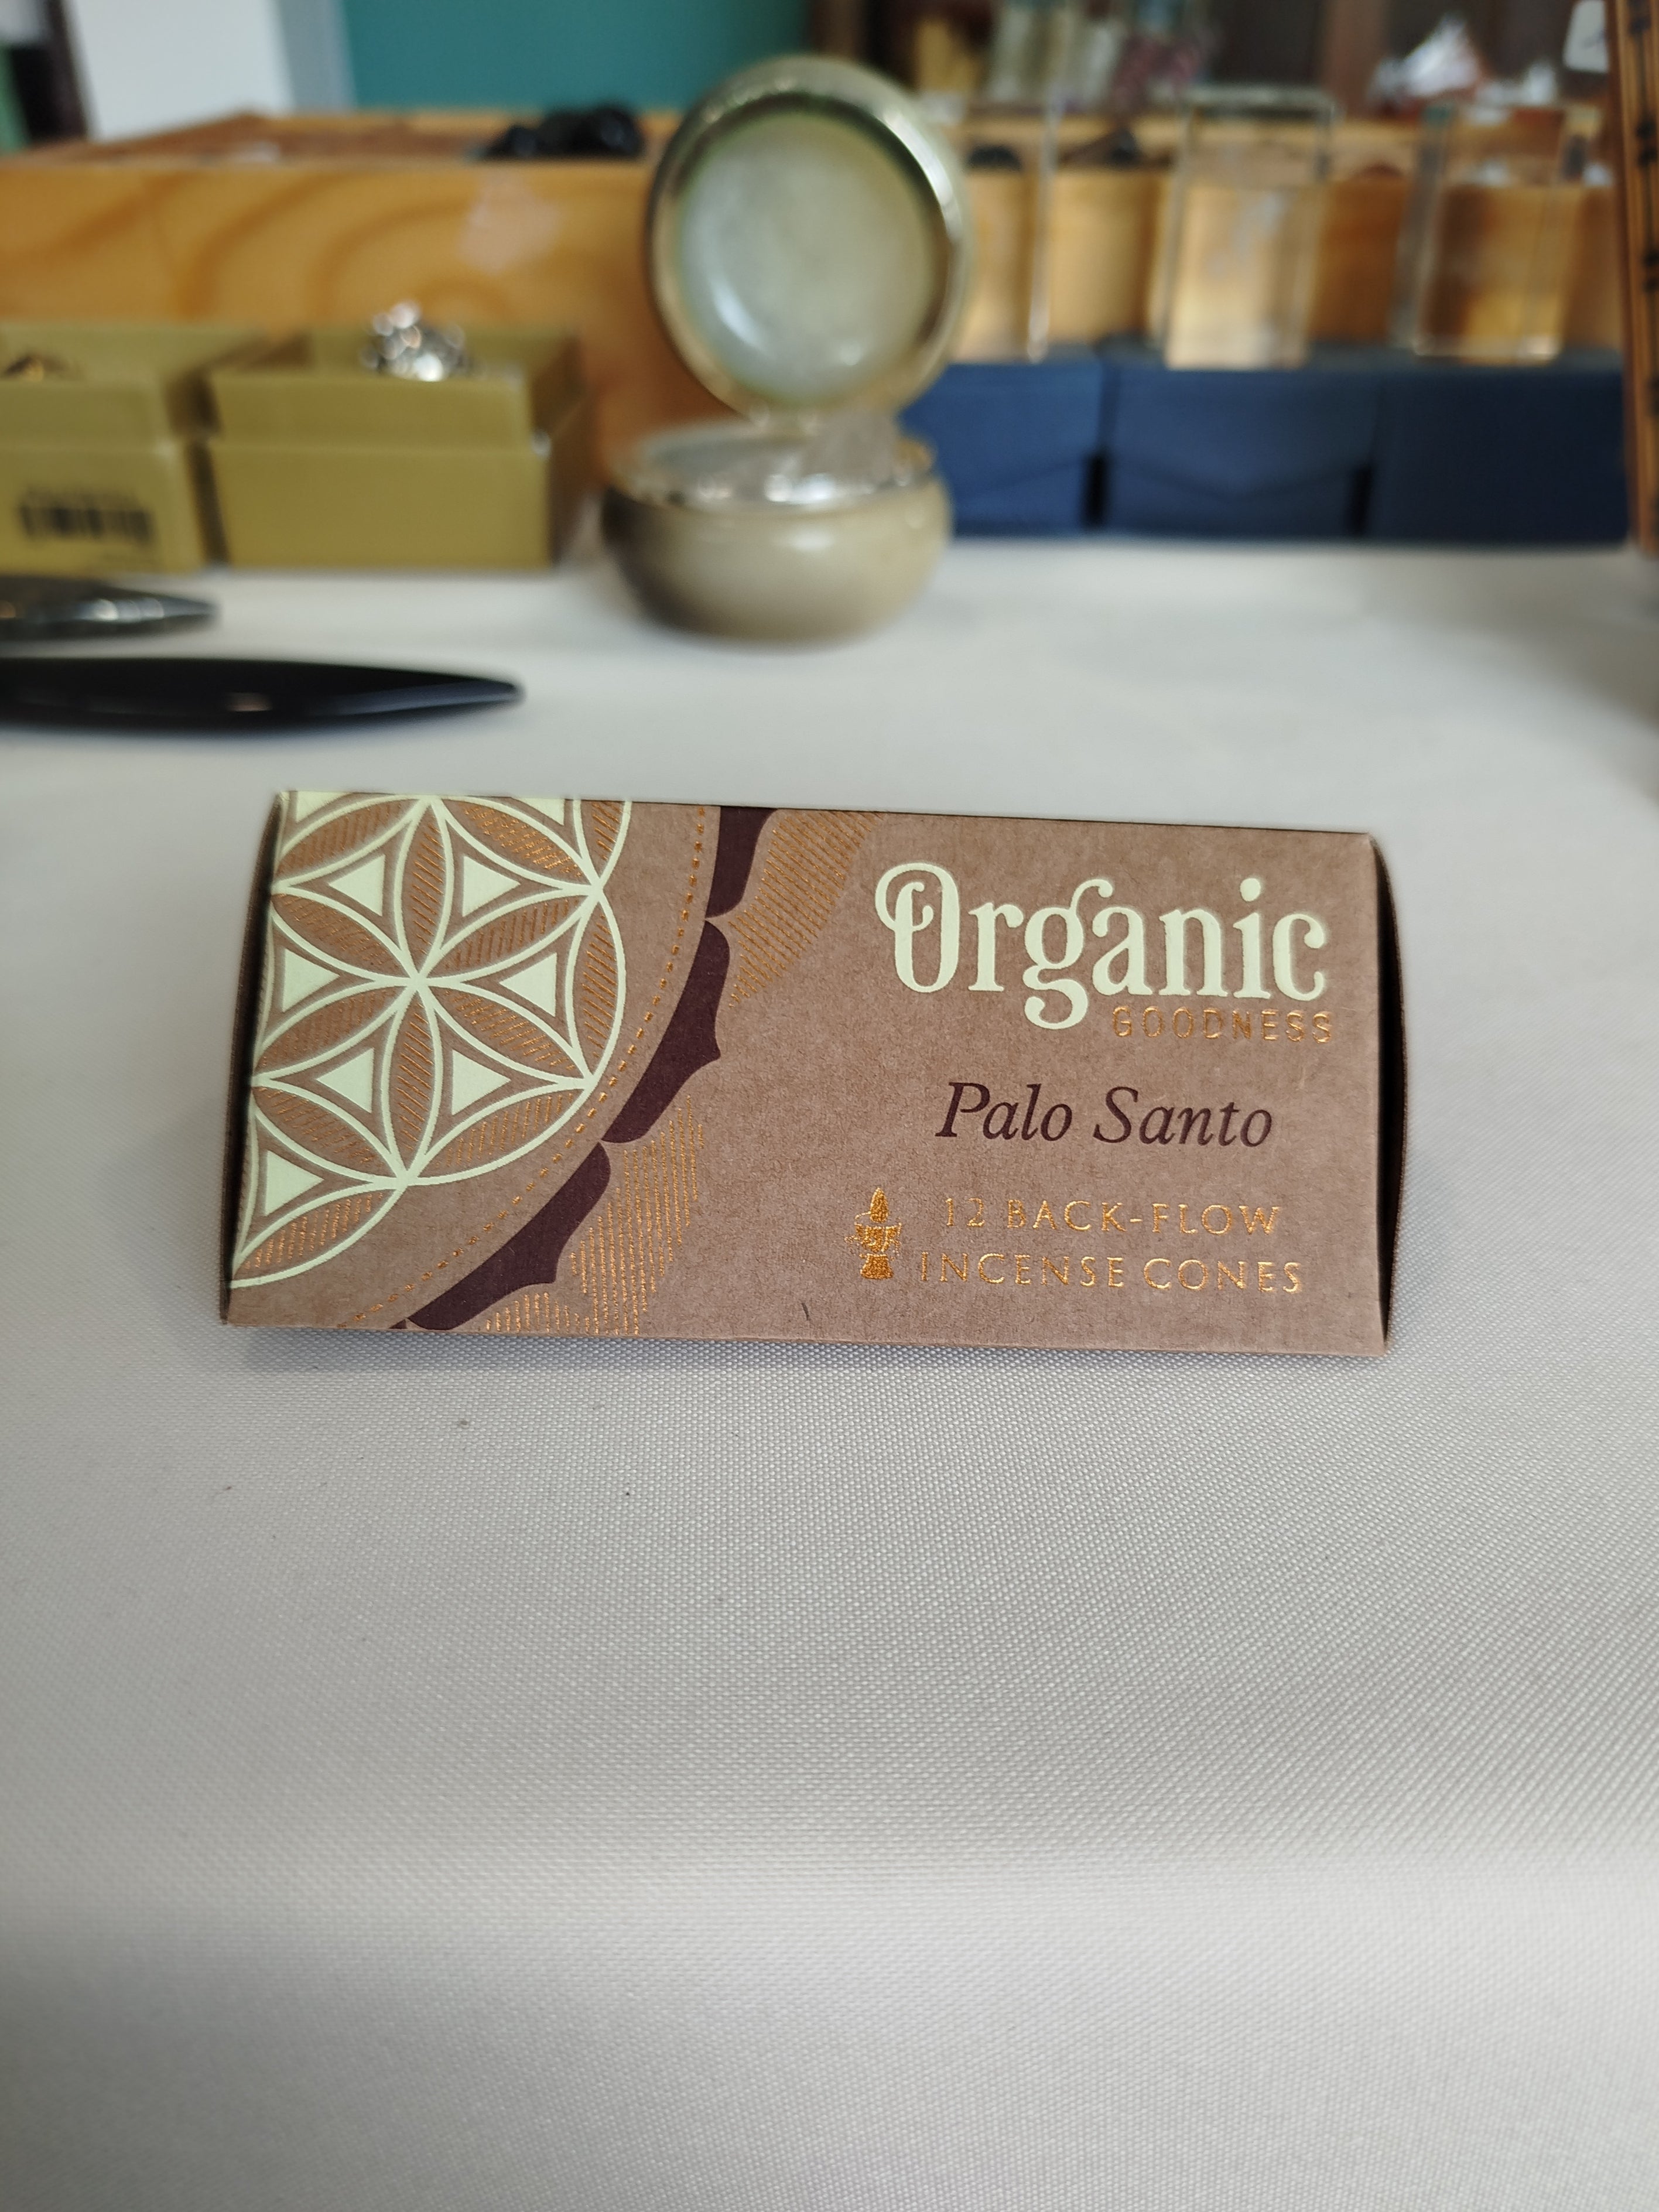 Organic
GOODNESS
Palo Santo
12 BACK-FLOW
INCENSE CONES